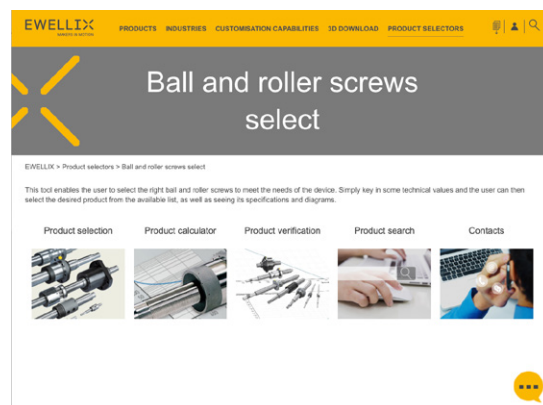 EWELLIX
MAKERS IN MOTION
PRODUCTS INDUSTRIES CUSTOMISATION CAPABILITIES 3D DOWNLOAD PRODUCT SELECTORS
Ball and roller screws
select
EWELLIX > Product selectors > Ball and roller screws select
This tool enables the user to select the right ball and roller screws to meet the needs of the device. Simply key in some technical values and the user can then
select the desired product from the available list, as well as seeing its specifications and diagrams.
Product selection Product calculator Product verification Product search Contacts